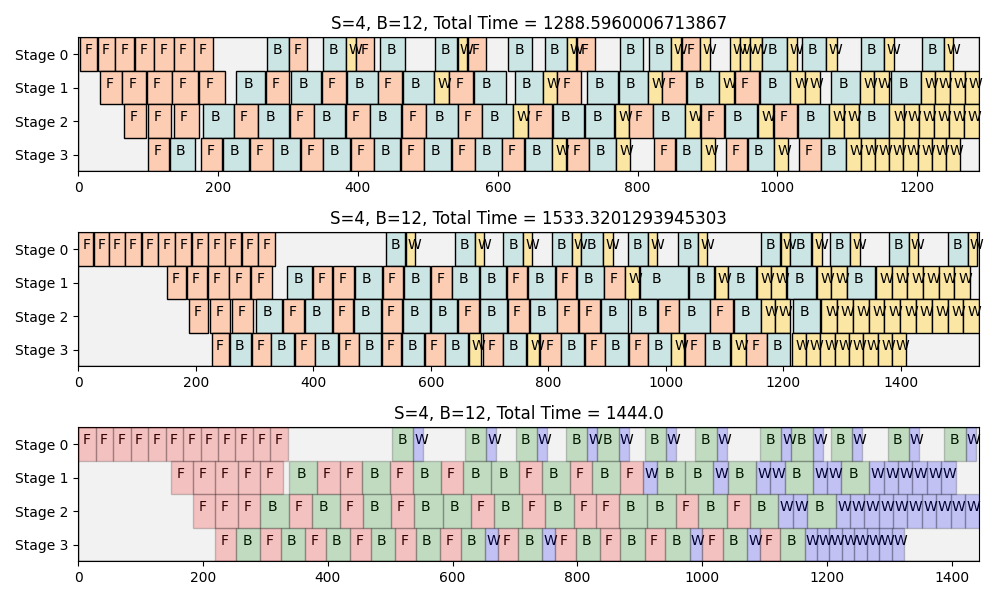 S=4, B=12, Total Time = 1288.5960006713867
Stage 0 F F F F F F F B F B W F B B W F B B W F B B W F W W W W B W B W B W B W
Stage 1 F F F F F B F B F B F B W F B B W F B B W F B W F B W W B W W B W W W W
Stage 2 F F F B F B F B F B F B F B W F B B W F B W F B W F B W W B W W W W W W
Stage 3 F B F B F B F B F B F B F B F B W F B W F B W F B W F B W W W W W W W W
0 200 400 600 800 1000 1200
S=4, B=12, Total Time = 1533.3201293945303
Stage 0 F F F F F F F F F F F F B W B W B W B W B W B W B W B W B W B W B W B W
Stage 1 F F F F F B F F B F B F B B F B F B F W B B W B W W B W W B W W W W W W
Stage 2 F F F B F B F B F B B F B F B F F B B F B F B W W B W W W W W W W W W W
Stage 3 F B F B F B F B F B F B W F B W F B F B F B W F B W F B W W W W W W W W
0 200 400 600 800 1000 1200 1400
S=4, B=12, Total Time = 1444.0
Stage 0 F F F F F F F F F F F F B W B W B W B W B W B W B W B W B W B W B W B W
Stage 1 F F F F F B F F B F B F B B F B F B F W B B W B W W B W W B W W W W W W
Stage 2 F F F B F B F B F B B F B F B F F B B F B F B W W B W W W W W W W W W W
Stage 3 F B F B F B F B F B F B W F B W F B F B F B W F B W F B W W W W W W W W
0 200 400 600 800 1000 1200 1400